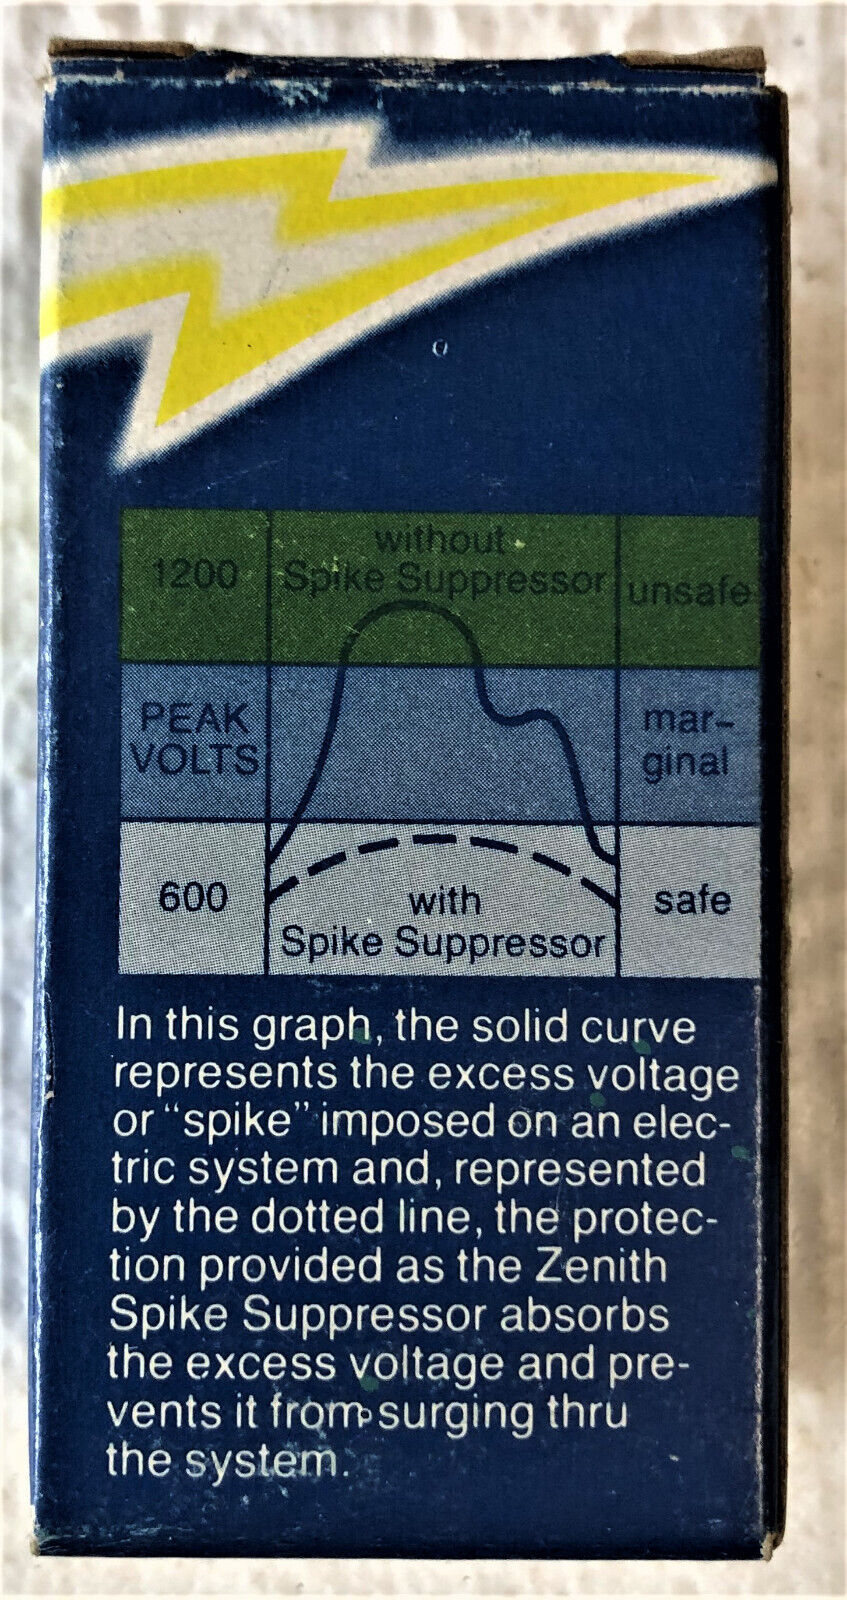 without
1200 Spike Suppressor unsafe
PEAK mar-
VOLTS ginal
600 with safe
Spike Suppressor
In this graph, the solid curve
represents the excess voltage
or "spike" imposed on an elec-
tric system and, represented
by the dotted line, the protec-
tion provided as the Zenith
Spike Suppressor absorbs
the excess voltage and pre-
vents it from surging thru
the system.